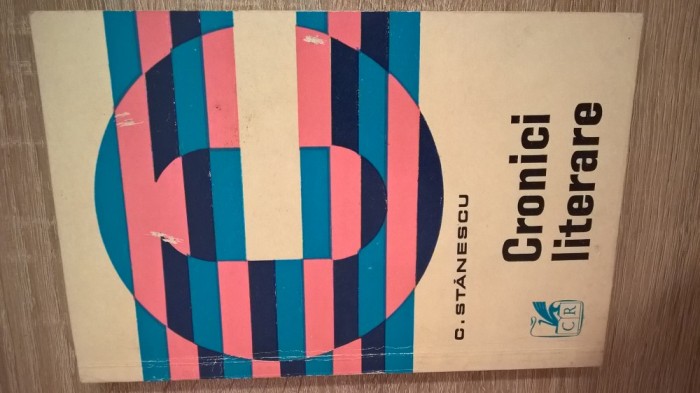 C. STĂNESCU
Cronici
literare
CR